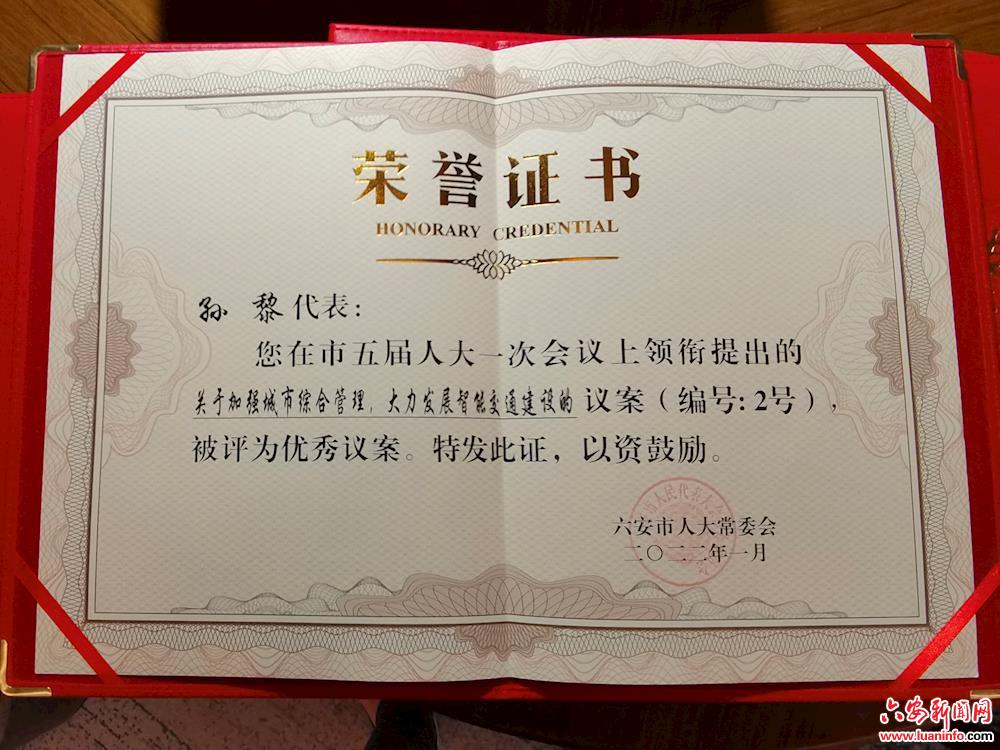 荣誉证书
HONORARY CREDENTIAL
孙 黎代表：
您在市五届人大一次会议上领衔提出的
关于加强城市综合管理，大力发展智能交通建设的 议案（编号：2号），
被评为优秀议案。特发此证，以资鼓励。
六安市人大常委会
二〇二二年一月
六安新闻网
www.luaninfo.com